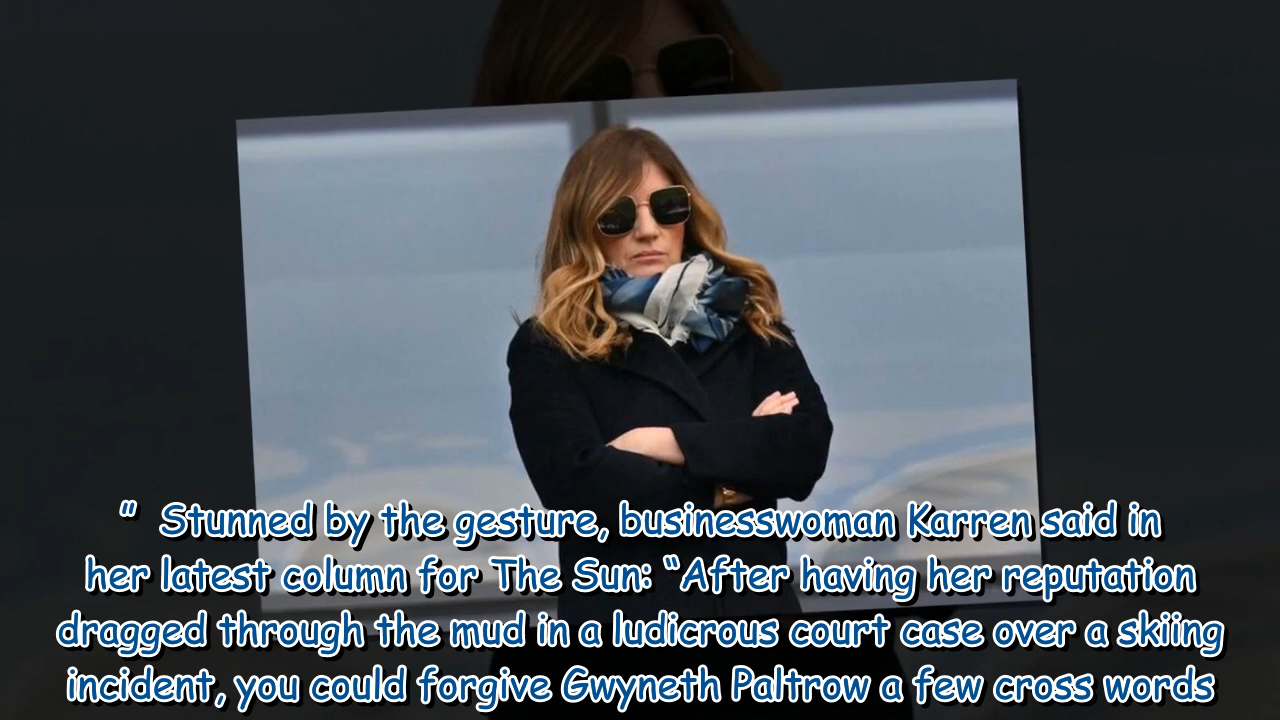 ” Stunned by the gesture, businesswoman Karren said in
her latest column for The Sun: “After having her reputation
dragged through the mud in a ludicrous court case over a skiing
incident, you could forgive Gwyneth Paltrow a few cross words